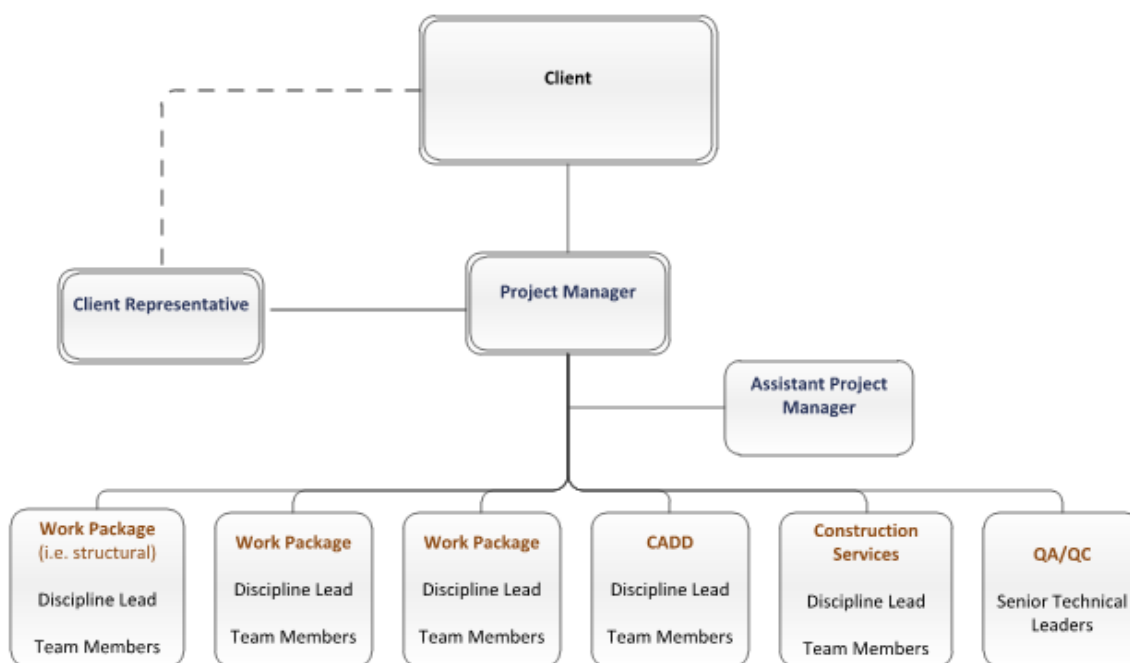 Client
Client Representative
Project Manager
Assistant Project
Manager
Work Package
(i.e. structural)
Discipline Lead
Team Members
Work Package
Discipline Lead
Team Members
Work Package
Discipline Lead
Team Members
CADD
Discipline Lead
Team Members
Construction
Services
Discipline Lead
Team Members
QA/QC
Senior Technical
Leaders